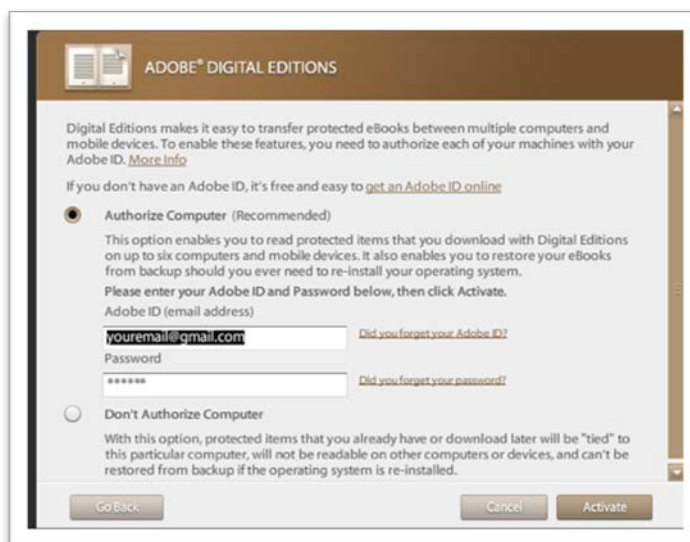 ADOBE® DIGITAL EDITIONS
Digital Editions makes it easy to transfer protected eBooks between multiple computers and
mobile devices. To enable these features, you need to authorize each of your machines with your
Adobe ID. More Info
If you don't have an Adobe ID, it's free and easy to get an Adobe ID online
Authorize Computer (Recommended)
This option enables you to read protected items that you download with Digital Editions
on up to six computers and mobile devices. It also enables you to restore your eBooks
from backup should you ever need to re-install your operating system.
Please enter your Adobe ID and Password below, then click Activate.
Adobe ID (email address)
youremail@gmail.com Did you forget your Adobe ID?
Password
****** Did you forget your password?
Don't Authorize Computer
With this option, protected items that you already have or download later will be "tied" to
this particular computer, will not be readable on other computers or devices, and can't be
restored from backup if the operating system is re-installed.
Go Back Cancel Activate